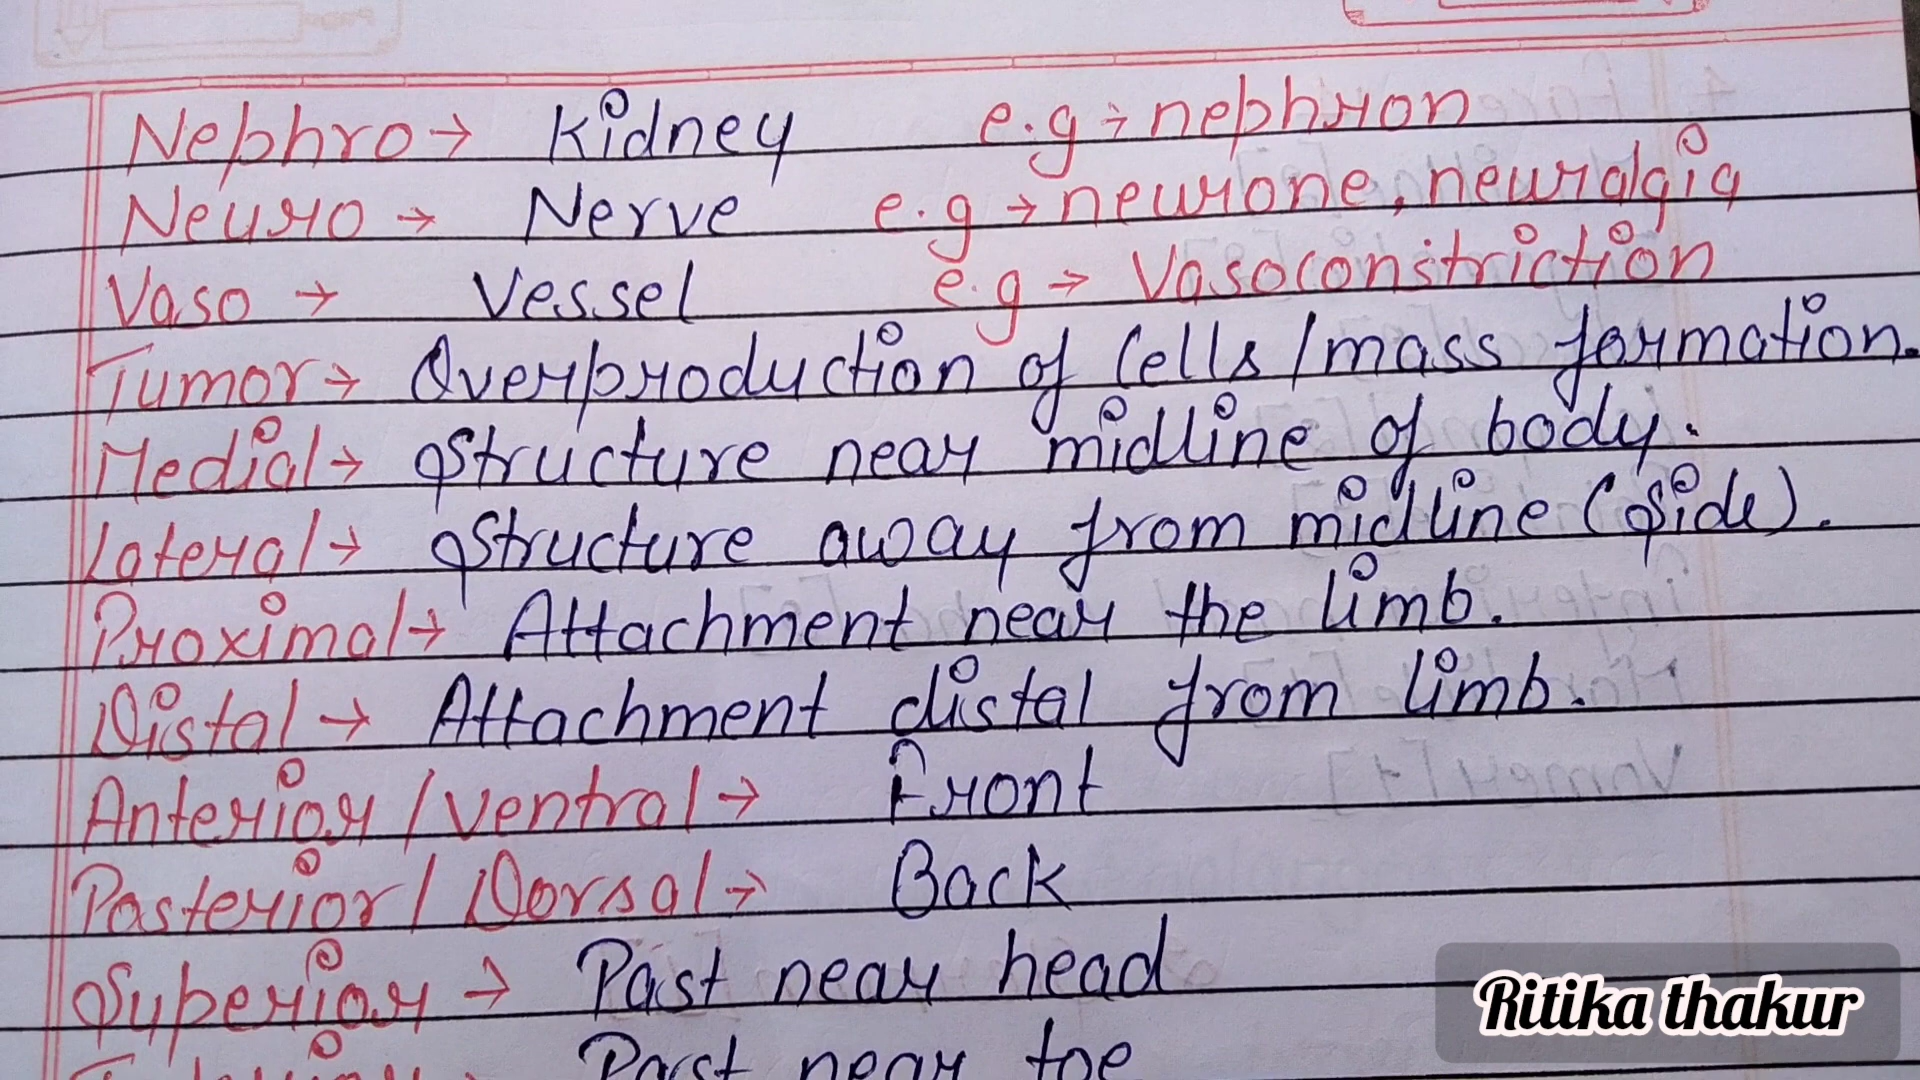 Nephro → Kidney e.g → nephron
Neuro → Nerve e.g → neurone, neuralgia
Vaso → Vessel e.g → Vasoconstriction
Tumor → Overproduction of Cells / mass formation.
Medial → Structure near midline of body.
Lateral → Structure away from midline (side).
Proximal → Attachment near the limb.
Distal → Attachment distal from limb.
Anterior / Ventral → Front
Posterior / Dorsal → Back
Superior → Part near head
Part near toe
Ritika thakur